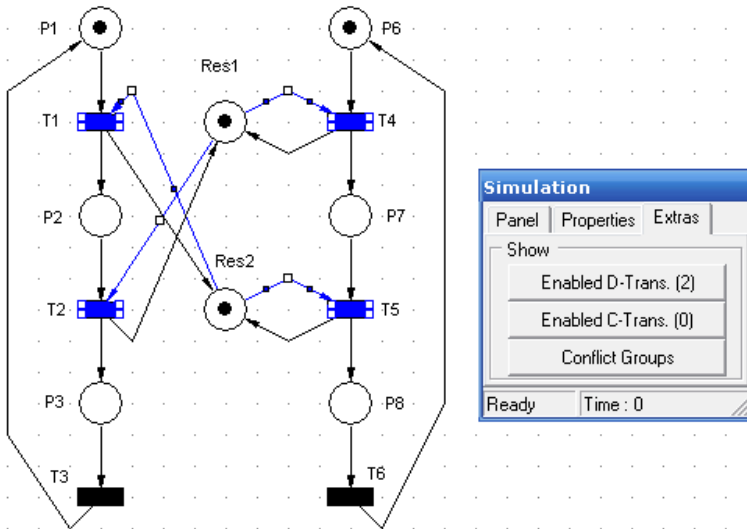 P1
P6
Res1
T1
T4
P2
P7
Res2
T2
T5
P3
P8
T3
T6
Simulation
Panel Properties Extras
Show
Enabled D-Trans. (2)
Enabled C-Trans. (0)
Conflict Groups
Ready Time : 0